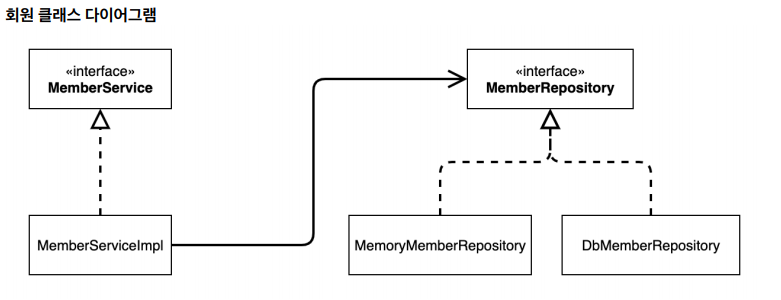 회원 클래스 다이어그램
«interface»
MemberService
«interface»
MemberRepository
MemberServiceImpl
MemoryMemberRepository
DbMemberRepository